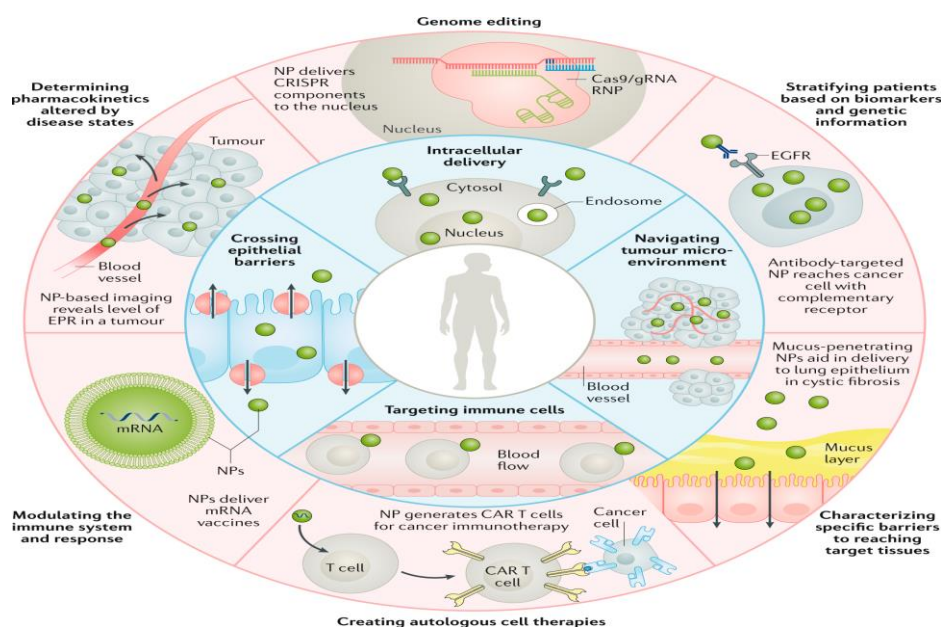 Genome editing
NP delivers
CRISPR
components
to the nucleus
Cas9/gRNA
RNP
Nucleus
Determining
pharmacokinetics
altered by
disease states
Tumour
Blood
vessel
NP-based imaging
reveals level of
EPR in a tumour
Stratifying patients
based on biomarkers
and genetic
information
EGFR
Antibody-targeted
NP reaches cancer
cell with
complementary
receptor
Intracellular
delivery
Cytosol
Endosome
Nucleus
Crossing
epithelial
barriers
Navigating
tumour micro-
environment
Blood
vessel
Targeting immune cells
Blood
flow
Mucus-penetrating
NPs aid in delivery
to lung epithelium
in cystic fibrosis
Mucus
layer
Characterizing
specific barriers
to reaching
target tissues
mRNA
NPs
NPs deliver
mRNA
vaccines
Modulating the
immune system
and response
NP generates CAR T cells
for cancer immunotherapy
T cell
CAR T
cell
Cancer
cell
Creating autologous cell therapies